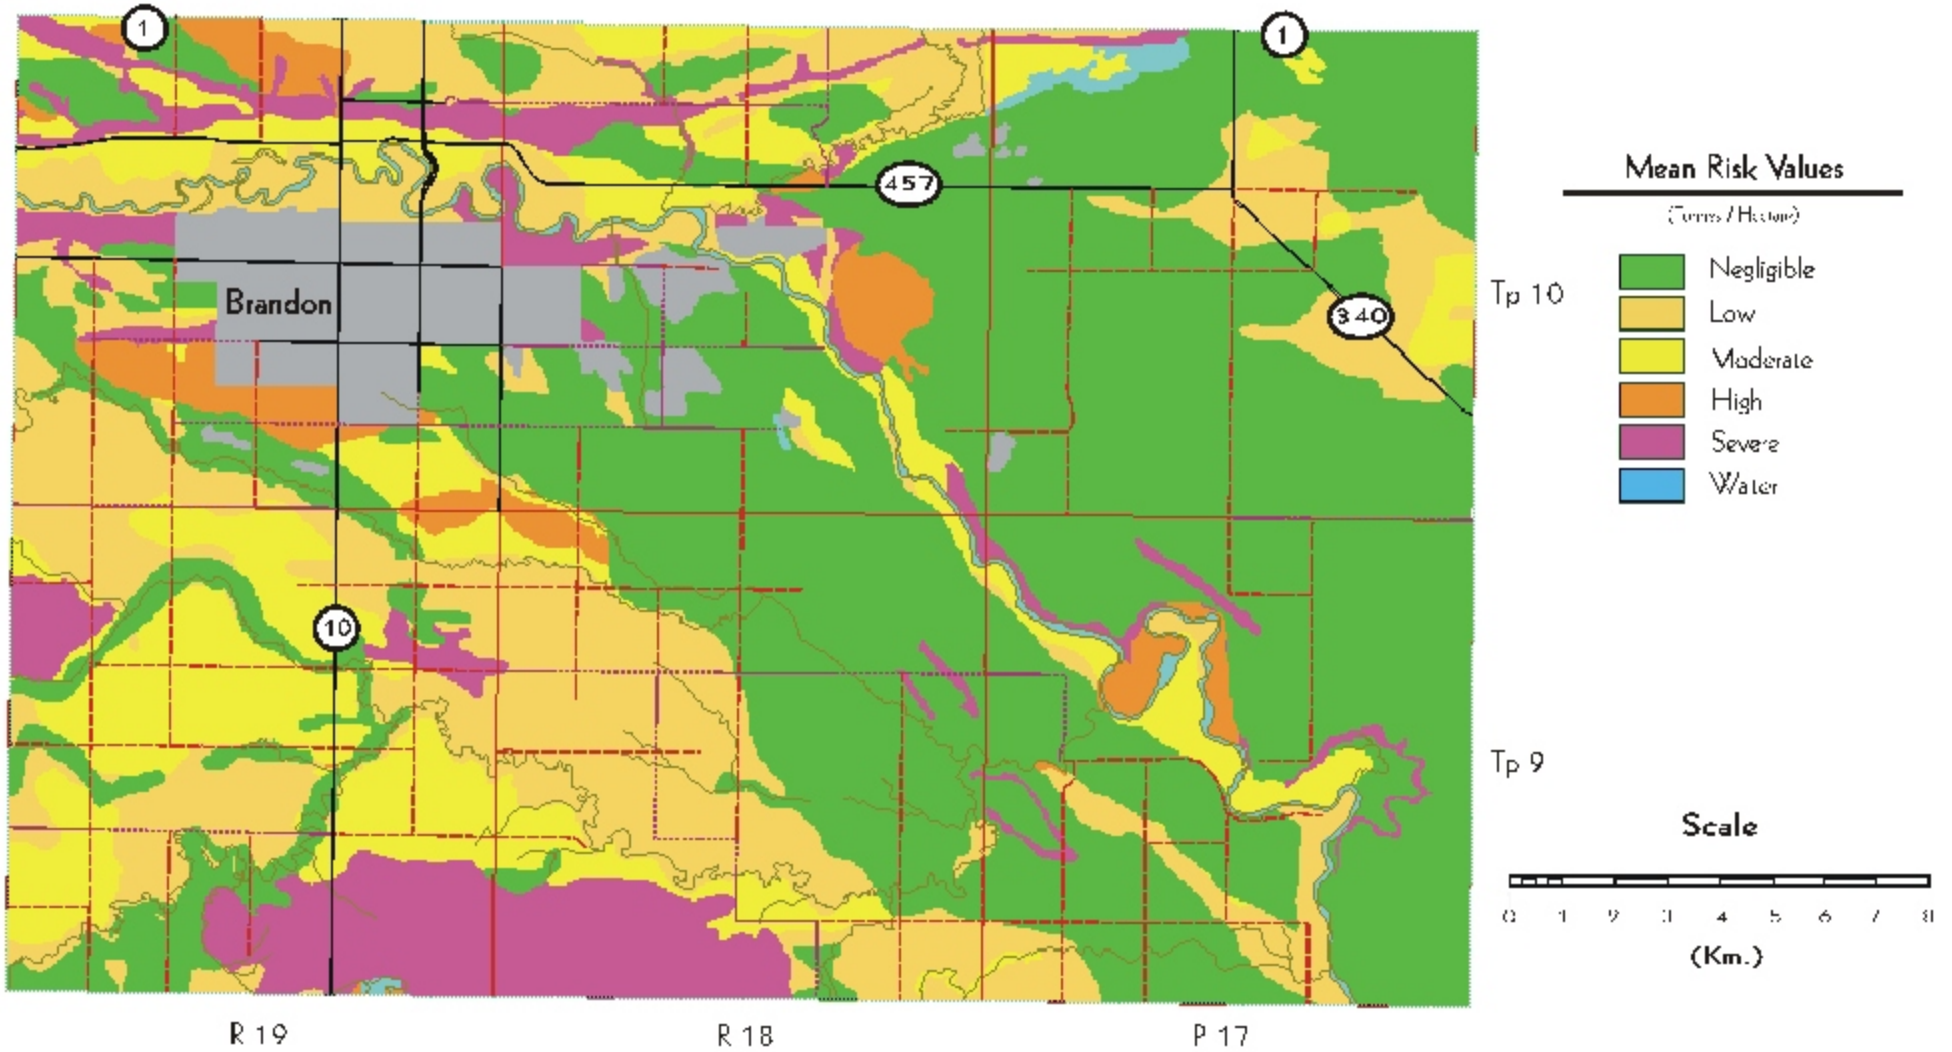 1
1
457
Brandon
340
10
Tp 10
Tp 9
R 19
R 18
P 17
Mean Risk Values
Negligible
Low
Moderate
High
Severe
Water
Scale
0 1 2 3 4 5 6 7 8
(Km.)